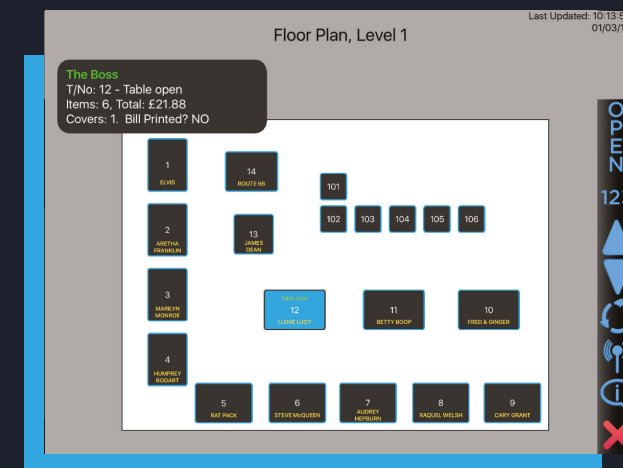 Last Updated: 10:13:5
01/03/1
Floor Plan, Level 1
The Boss
T/No: 12 - Table open
Items: 6, Total: £21.88
Covers: 1. Bill Printed? NO
OPEN
123
1
ELVIS
14
ROUTE 66
101
102 103 104 105 106
2
ARETHA
FRANKLIN
13
JAMES
DEAN
3
MARILYN
MONROE
Table open
12
I LOVE LUCY
11
BETTY BOOP
10
FRED & GINGER
4
HUMPREY
BOGART
5
RAT PACK
6
STEVE McQUEEN
7
AUDREY
HEPBURN
8
RAQUEL WELSH
9
CARY GRANT
i